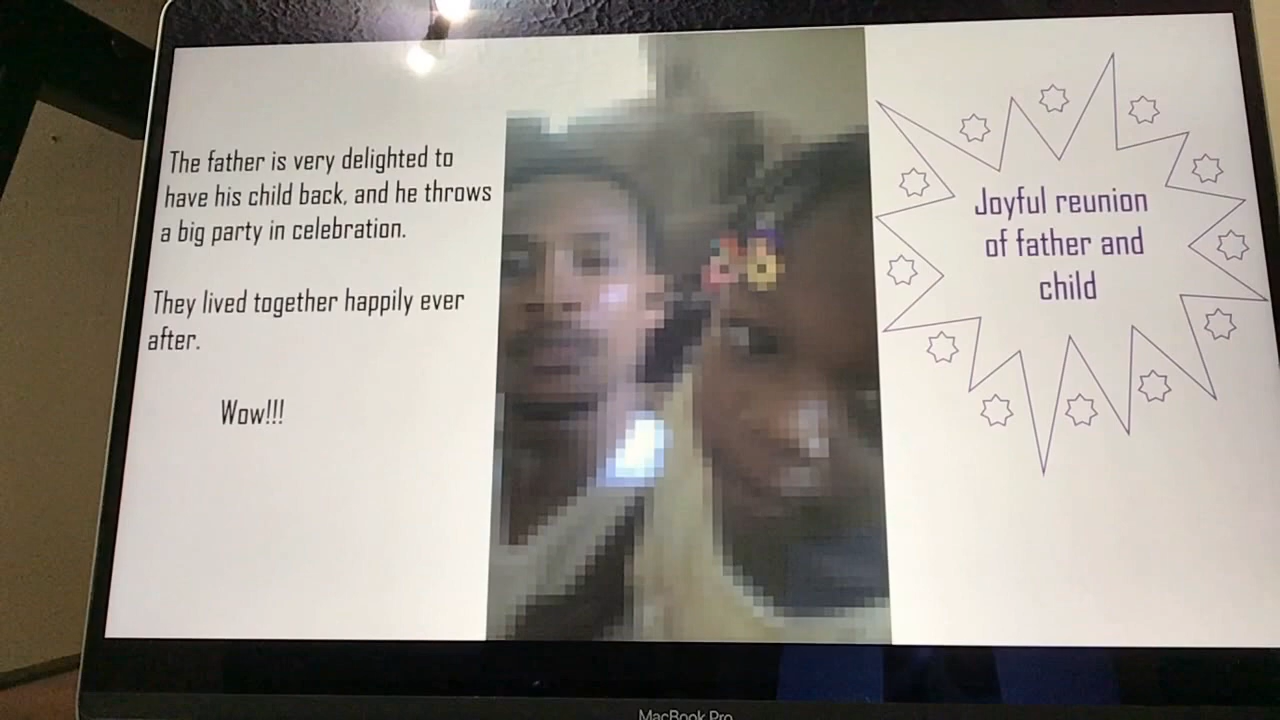 The father is very delighted to
have his child back, and he throws
a big party in celebration.
They lived together happily ever
after.
Wow!!!
Joyful reunion
of father and
child
MacBook Pro